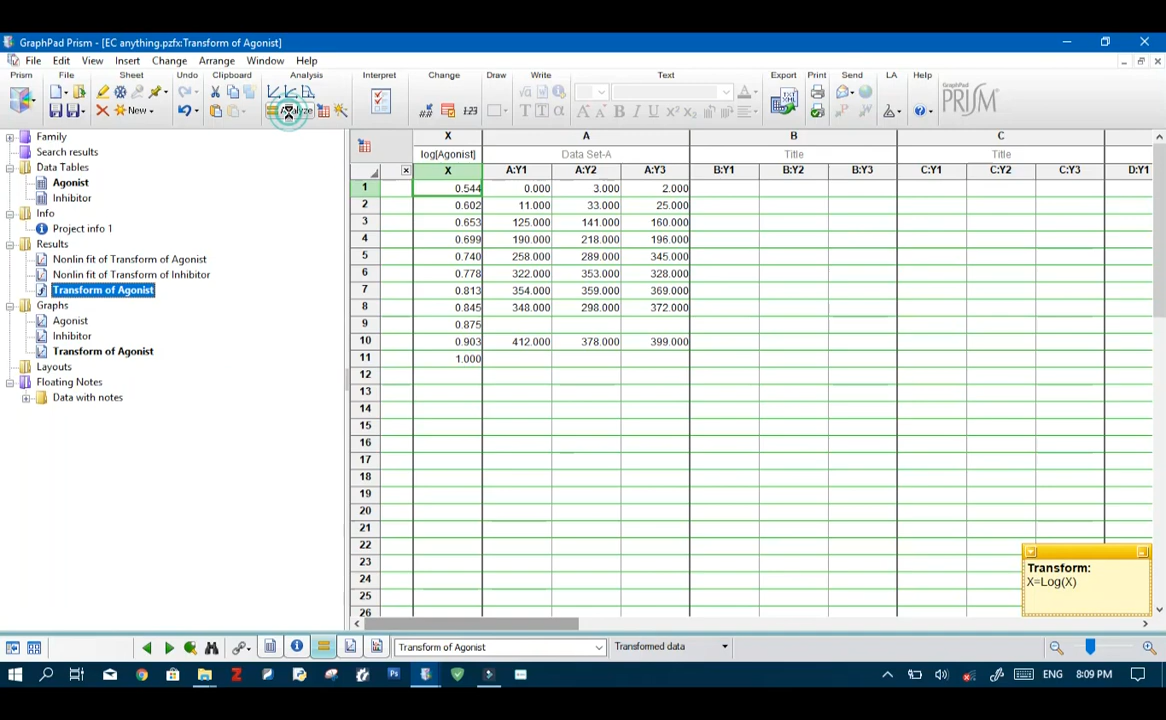 GraphPad Prism - [EC anything.pzfx:Transform of Agonist]
File Edit View Insert Change Arrange Window Help
Prism File Sheet Undo Clipboard Analysis Interpret Change Draw Write Text Export Print Send LA Help
New Analyze
PRISM
GraphPad
Family
Search results
Data Tables
Agonist
Inhibitor
Info
Project info 1
Results
Nonlin fit of Transform of Agonist
Nonlin fit of Transform of Inhibitor
Transform of Agonist
Graphs
Agonist
Inhibitor
Transform of Agonist
Layouts
Floating Notes
Data with notes
X A B C
log[Agonist] Data Set-A Title Title
X A:Y1 A:Y2 A:Y3 B:Y1 B:Y2 B:Y3 C:Y1 C:Y2 C:Y3 D:Y1
1 0.544 0.000 3.000 2.000
2 0.602 11.000 33.000 25.000
3 0.653 125.000 141.000 160.000
4 0.699 190.000 218.000 196.000
5 0.740 258.000 289.000 345.000
6 0.778 322.000 353.000 328.000
7 0.813 354.000 359.000 369.000
8 0.845 348.000 298.000 372.000
9 0.875
10 0.903 412.000 378.000 399.000
11 1.000
12
13
14
15
16
17
18
19
20
21
22
23
24
25
26
Transform:
X=Log(X)
Transform of Agonist Transformed data
ENG 8:09 PM